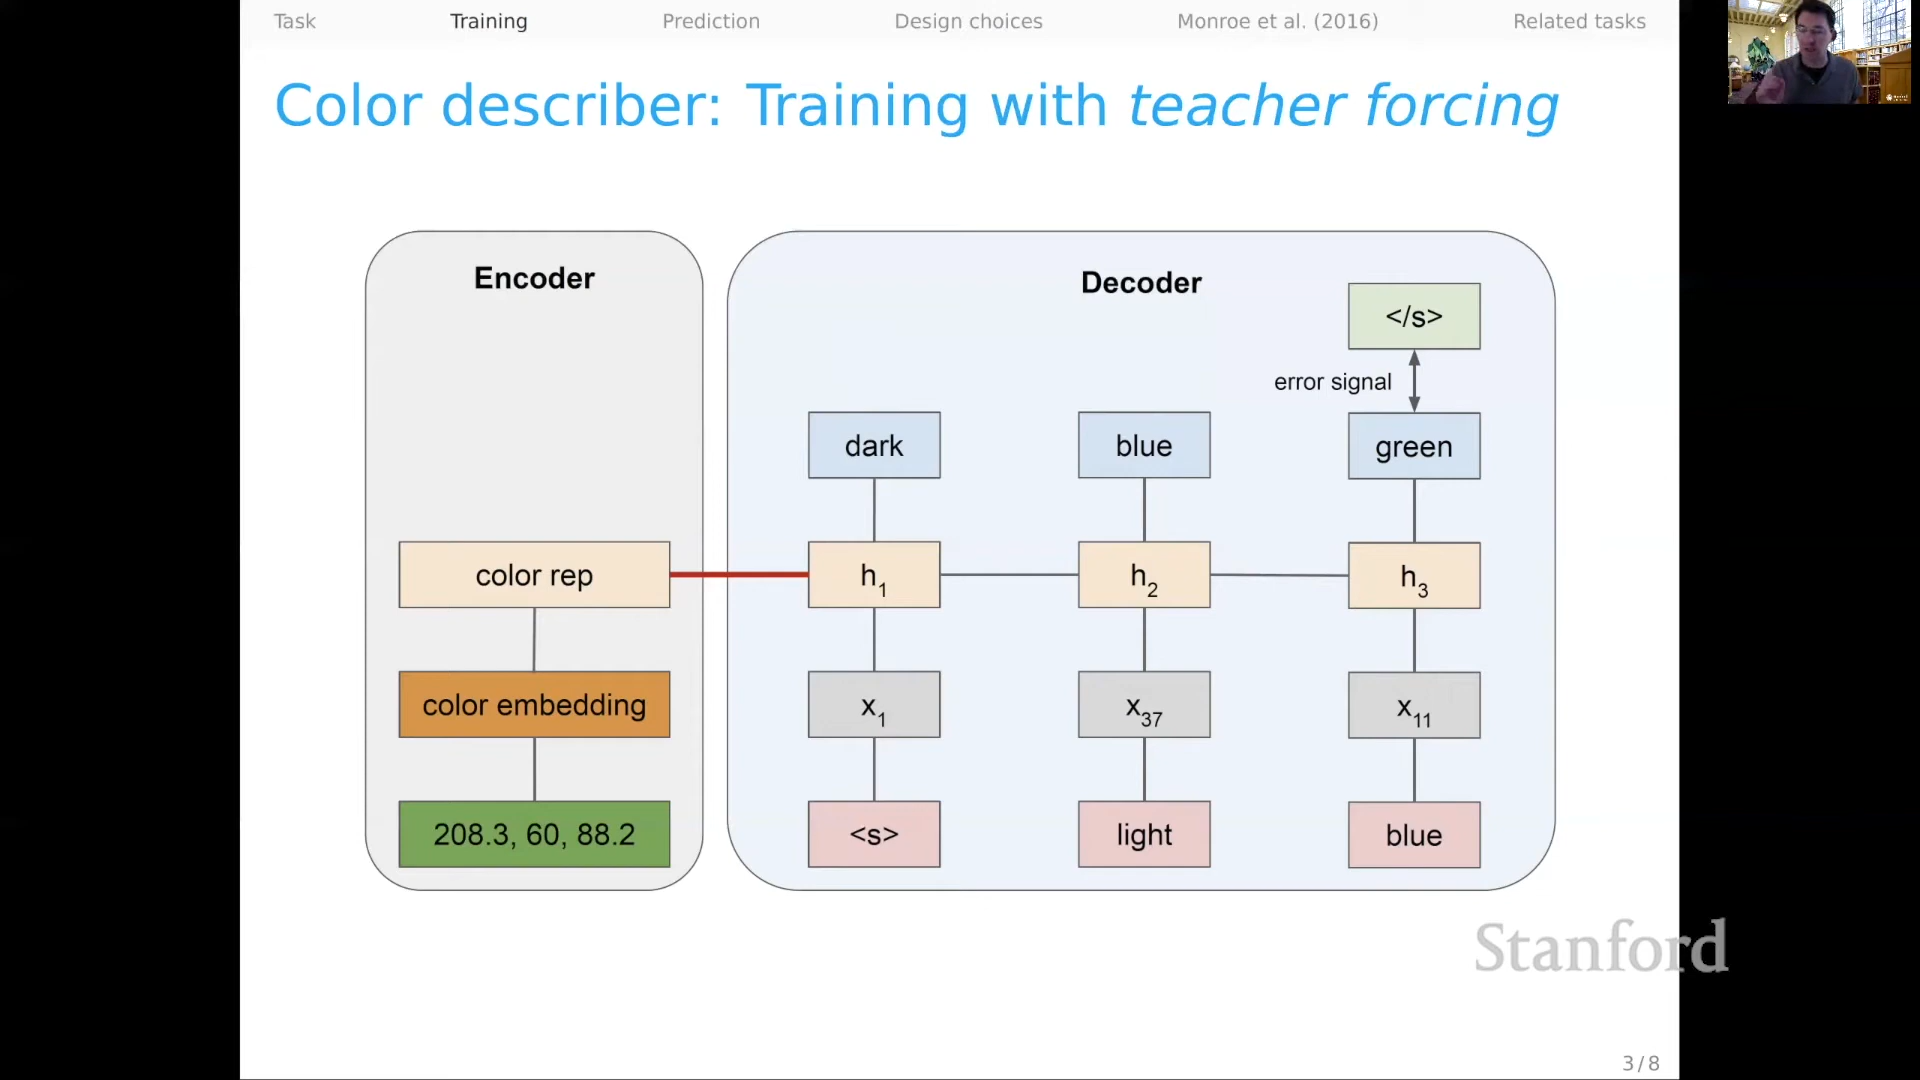 Task Training Prediction Design choices Monroe et al. (2016) Related tasks
Color describer: Training with teacher forcing
Encoder
color rep
color embedding
208.3, 60, 88.2
Decoder
</s>
error signal
dark blue green
h1 h2 h3
x1 x37 x11
<s> light blue
Stanford
3/8